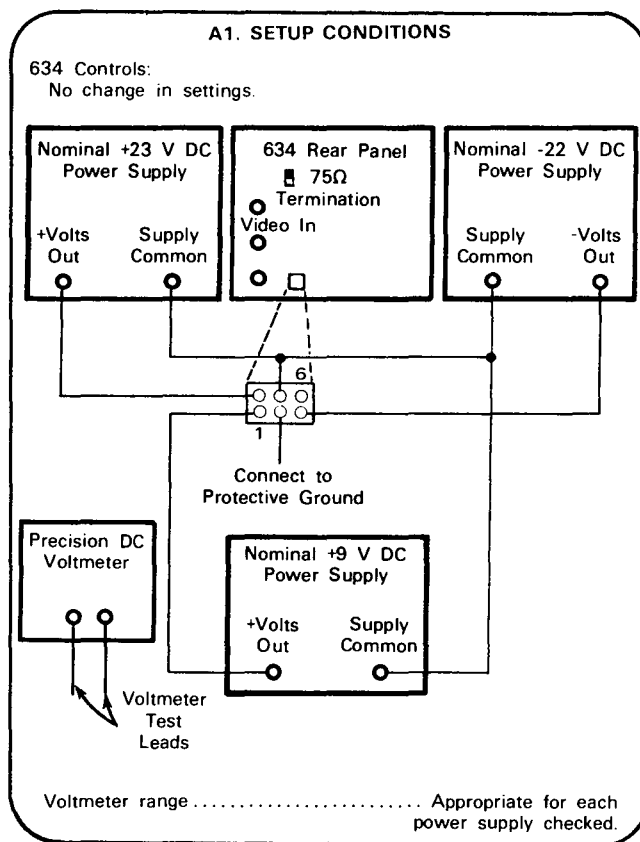 A1. SETUP CONDITIONS
634 Controls:
No change in settings.
Nominal +23 V DC
Power Supply
+Volts
Out
Supply
Common
634 Rear Panel
75Ω
Termination
Video In
Nominal -22 V DC
Power Supply
Supply
Common
-Volts
Out
6
1
Connect to
Protective Ground
Precision DC
Voltmeter
Voltmeter
Test
Leads
Nominal +9 V DC
Power Supply
+Volts
Out
Supply
Common
Voltmeter range ........................ Appropriate for each
power supply checked.